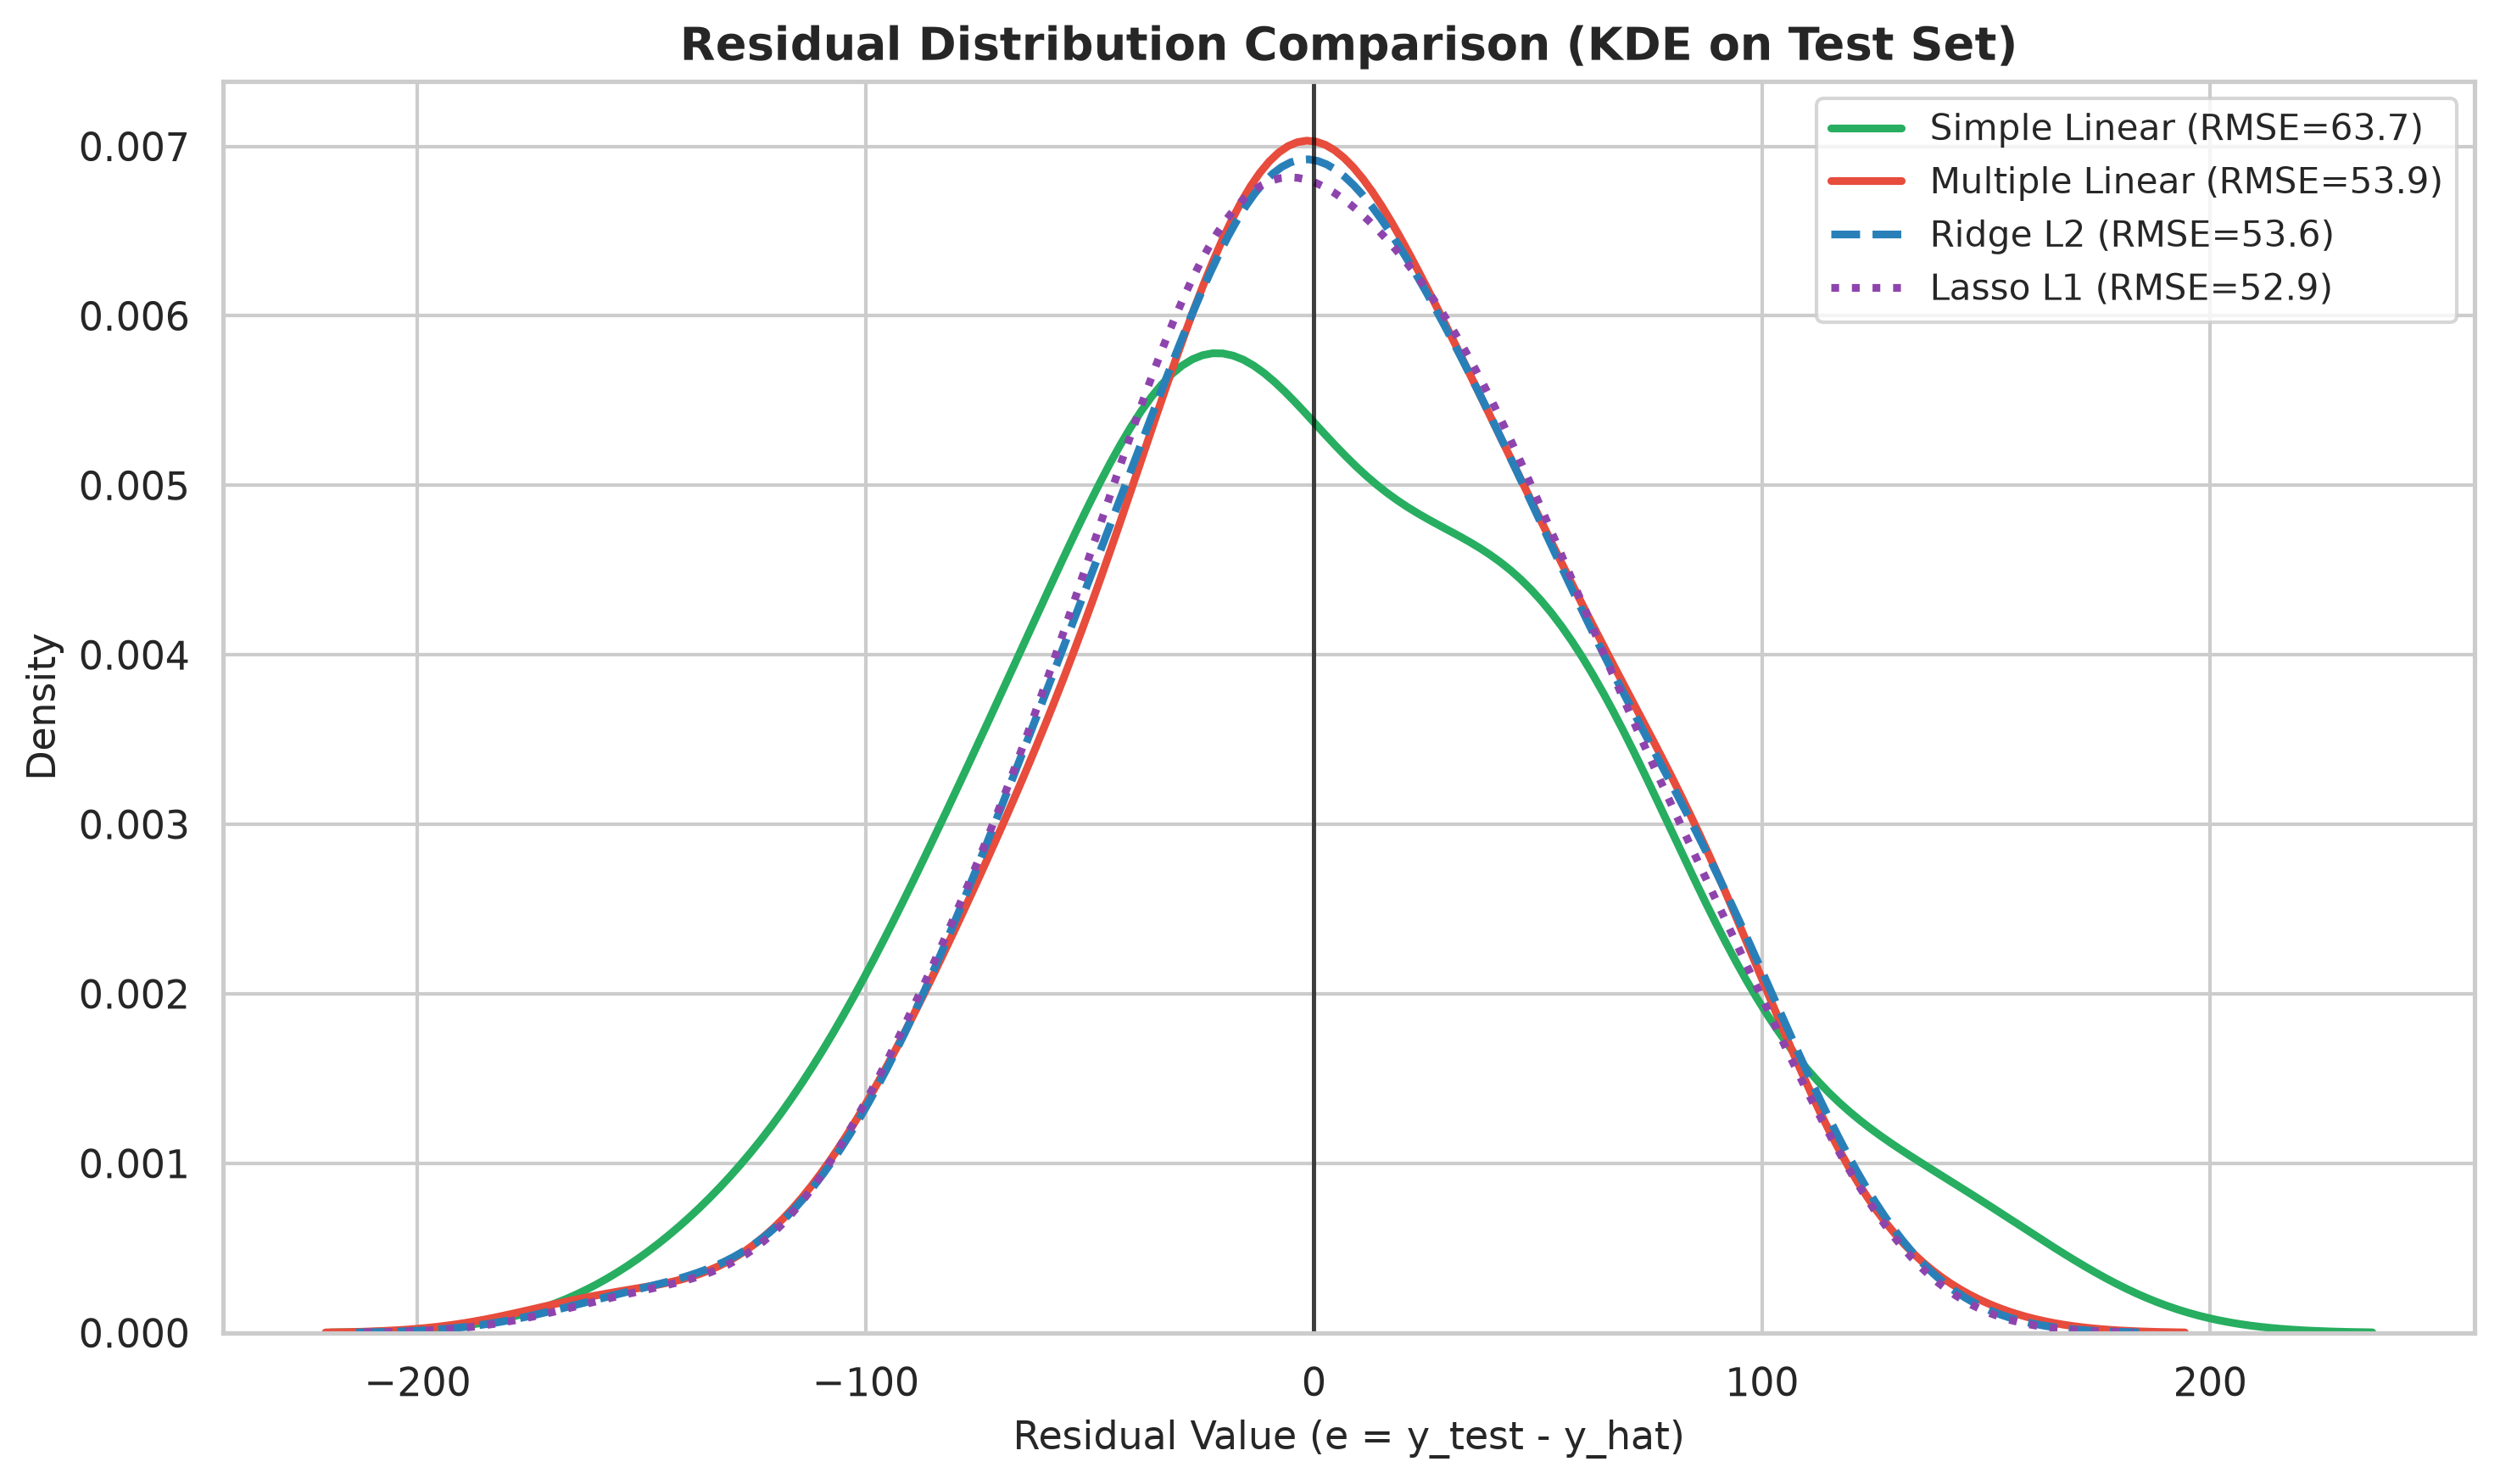 Residual Distribution Comparison (KDE on Test Set)
Simple Linear (RMSE=63.7)
Multiple Linear (RMSE=53.9)
Ridge L2 (RMSE=53.6)
Lasso L1 (RMSE=52.9)
Density
0.007
0.006
0.005
0.004
0.003
0.002
0.001
0.000
−200
−100
0
100
200
Residual Value (e = y_test - y_hat)